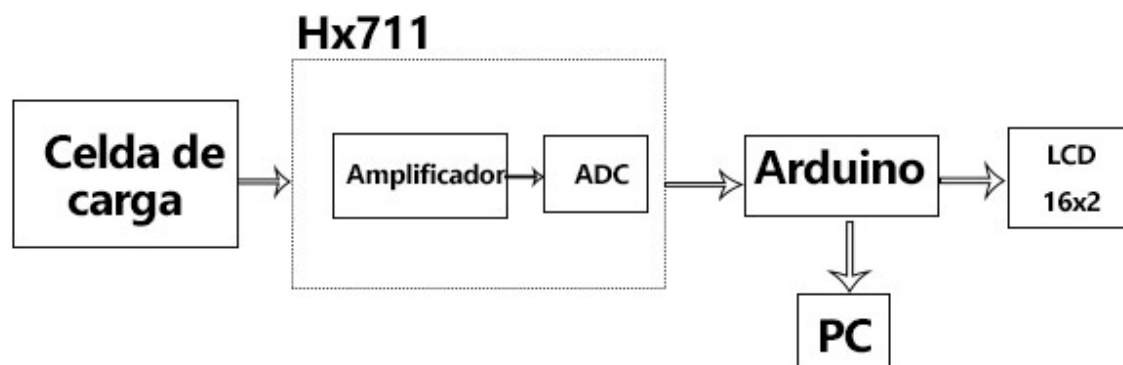 Hx711
Celda de
carga
Amplificador
ADC
Arduino
LCD
16x2
PC